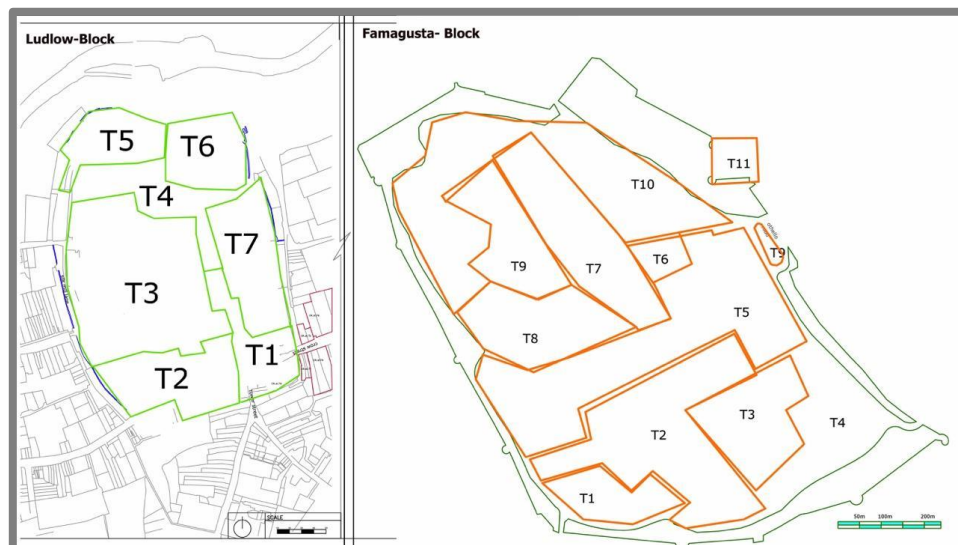 Ludlow-Block
T5
T6
T4
T7
T3
T1
T2
SCALE
Famagusta- Block
T11
T10
T9
T6
T9
T7
T5
T8
T3
T4
T2
T1
50m 100m 200m